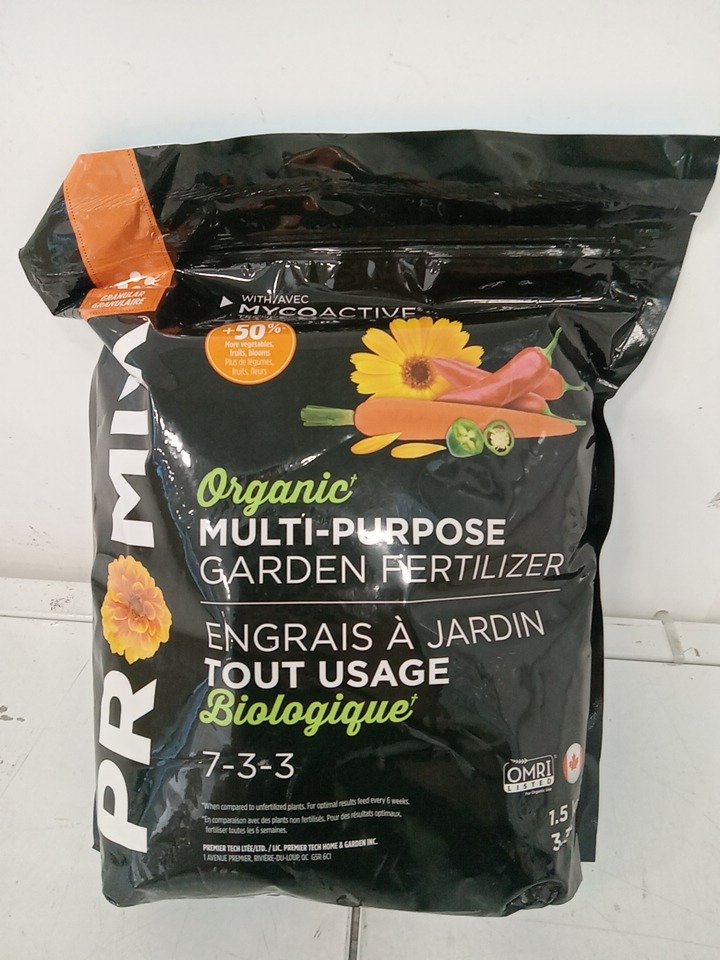 GRANULAR
GRANULAIRE
WITH/AVEC
MYCOACTIVE
+50%*
More vegetables,
fruits, blooms
Plus de légumes,
fruits, fleurs
PRO MIX
Organic†
MULTI-PURPOSE
GARDEN FERTILIZER
ENGRAIS À JARDIN
TOUT USAGE
Biologique†
7-3-3
OMRI
LISTED
For Organic Use
1.5
*When compared to unfertilized plants. For optimal results feed every 6 weeks.
*En comparaison avec des plants non fertilisés. Pour des résultats optimaux,
fertiliser toutes les 6 semaines.
PREMIER TECH LTÉE/LTD. / LIC. PREMIER TECH HOME & GARDEN INC.
1 AVENUE PREMIER, RIVIÈRE-DU-LOUP, QC G5R 6C1